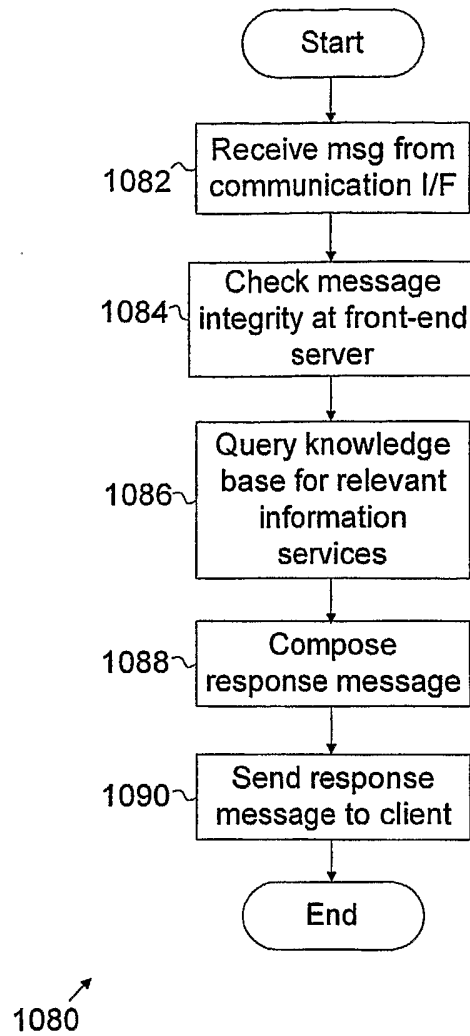 Start
Receive msg from
1082
communication I/F
Check message
1084
integrity at front-end
server
Query knowledge
1086
base for relevant
information
services
1088
Compose
response message
1090
Send response
message to client
End
1080